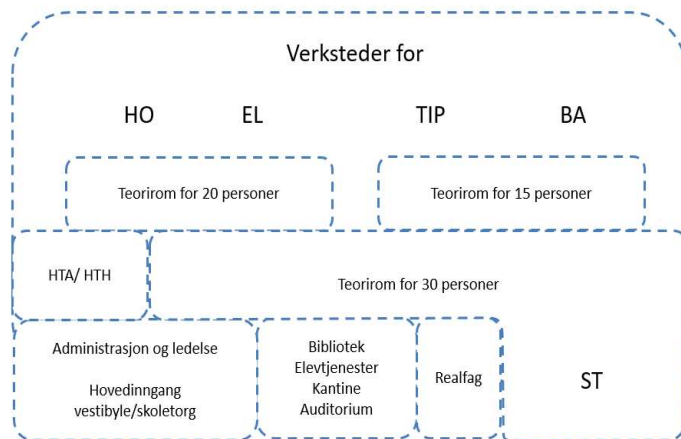 Verksteder for
HO EL TIP BA
Teorirom for 20 personer
Teorirom for 15 personer
HTA/ HTH
Teorirom for 30 personer
Administrasjon og ledelse
Hovedinngang
vestibyle/skoletorg
Bibliotek
Elevtjenester
Kantine
Auditorium
Realfag
ST